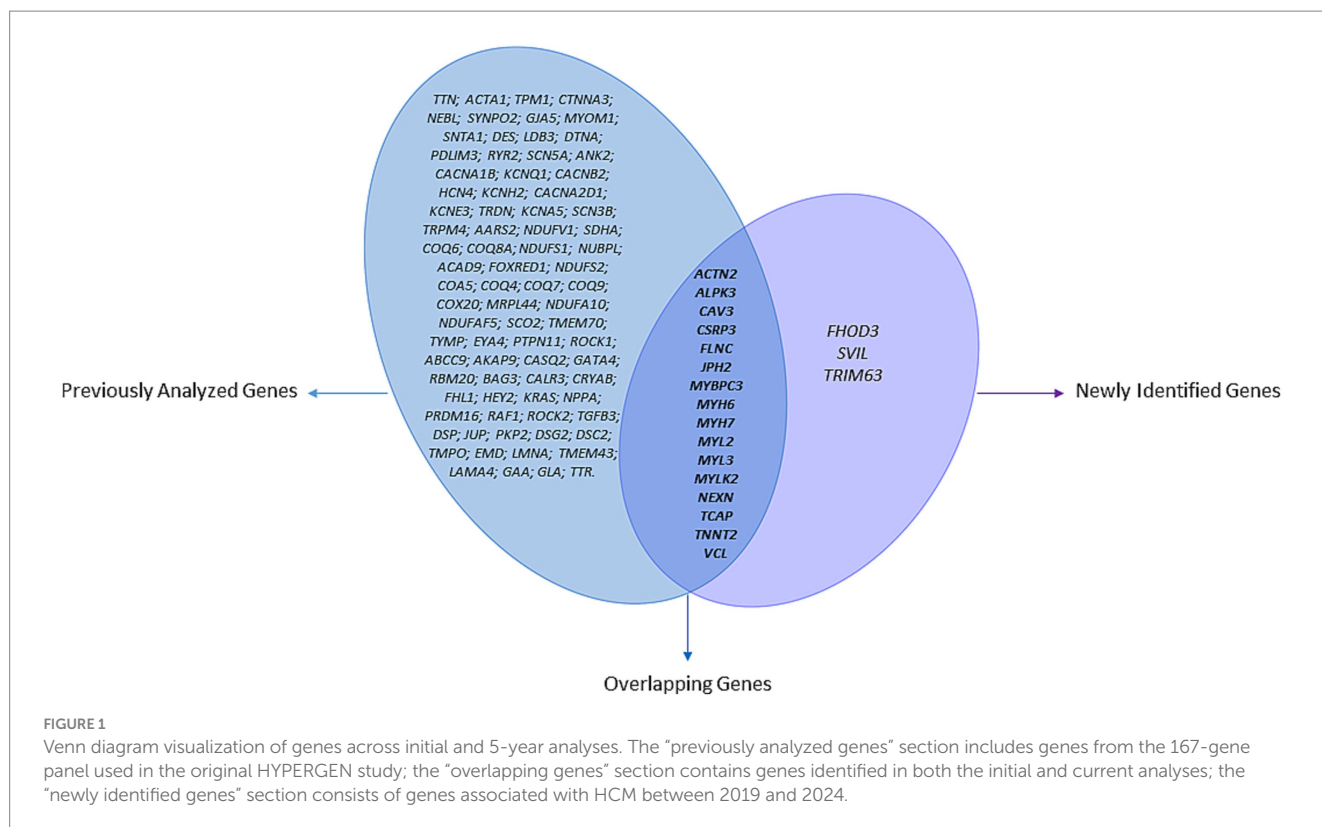 TTN; ACTA1; TPM1; CTNNA3;
NEBL; SYNPO2; GJA5; MYOM1;
SNTA1; DES; LDB3; DTNA;
PDLIM3; RYR2; SCN5A; ANK2;
CACNA1B; KCNQ1; CACNB2;
HCN4; KCNH2; CACNA2D1;
KCNE3; TRDN; KCNA5; SCN3B;
TRPM4; AARS2; NDUFV1; SDHA;
COQ6; COQ8A; NDUFS1; NUBPL;
ACAD9; FOXRED1; NDUFS2;
COA5; COQ4; COQ7; COQ9;
COX20; MRPL44; NDUFA10;
NDUFAF5; SCO2; TMEM70;
TYMP; EYA4; PTPN11; ROCK1;
ABCC9; AKAP9; CASQ2; GATA4;
RBM20; BAG3; CALR3; CRYAB;
FHL1; HEY2; KRAS; NPPA;
PRDM16; RAF1; ROCK2; TGFB3;
DSP; JUP; PKP2; DSG2; DSC2;
TMPO; EMD; LMNA; TMEM43;
LAMA4; GAA; GLA; TTR.
ACTN2
ALPK3
CAV3
CSRP3
FLNC
JPH2
MYBPC3
MYH6
MYH7
MYL2
MYL3
MYLK2
NEXN
TCAP
TNNT2
VCL
FHOD3
SVIL
TRIM63
Previously Analyzed Genes
Newly Identified Genes
Overlapping Genes
FIGURE 1
Venn diagram visualization of genes across initial and 5-year analyses. The "previously analyzed genes" section includes genes from the 167-gene
panel used in the original HYPERGEN study; the "overlapping genes" section contains genes identified in both the initial and current analyses; the
"newly identified genes" section consists of genes associated with HCM between 2019 and 2024.